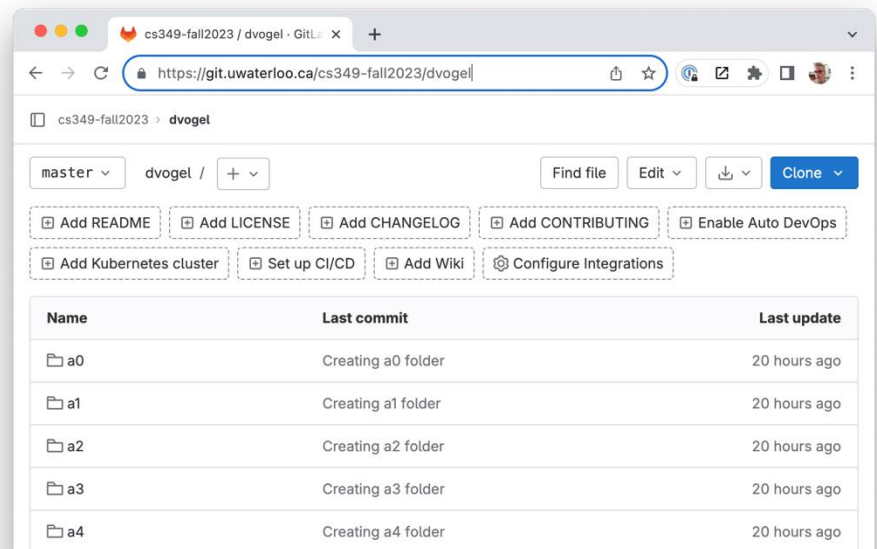 cs349-fall2023 / dvogel · GitLa
https://git.uwaterloo.ca/cs349-fall2023/dvogel
cs349-fall2023 > dvogel
master dvogel / + Find file Edit Clone
Add README Add LICENSE Add CHANGELOG Add CONTRIBUTING Enable Auto DevOps
Add Kubernetes cluster Set up CI/CD Add Wiki Configure Integrations
Name Last commit Last update
a0 Creating a0 folder 20 hours ago
a1 Creating a1 folder 20 hours ago
a2 Creating a2 folder 20 hours ago
a3 Creating a3 folder 20 hours ago
a4 Creating a4 folder 20 hours ago